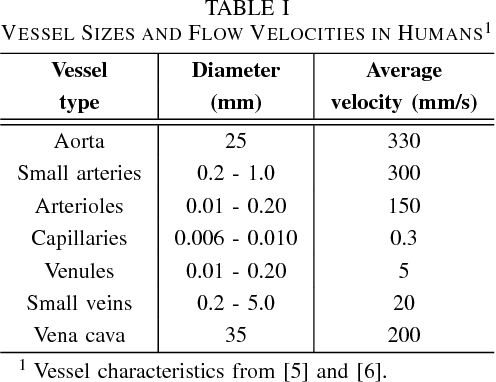 TABLE I
VESSEL SIZES AND FLOW VELOCITIES IN HUMANS¹
Vessel Diameter Average
type (mm) velocity (mm/s)
Aorta 25 330
Small arteries 0.2 - 1.0 300
Arterioles 0.01 - 0.20 150
Capillaries 0.006 - 0.010 0.3
Venules 0.01 - 0.20 5
Small veins 0.2 - 5.0 20
Vena cava 35 200
¹ Vessel characteristics from [5] and [6].